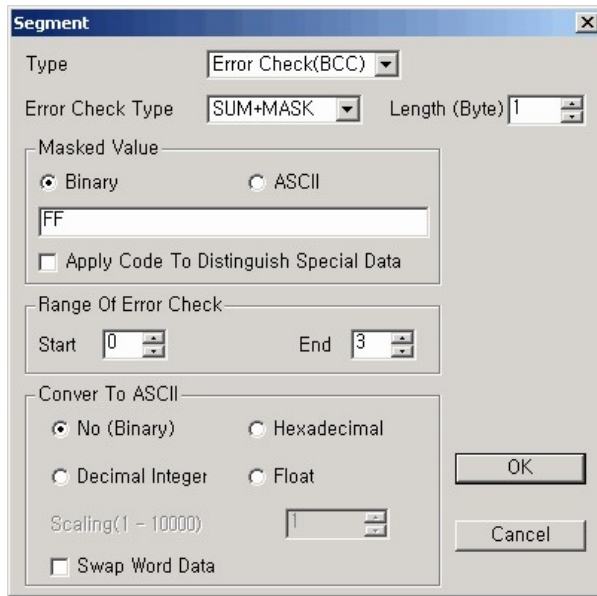 Segment
Type Error Check(BCC)
Error Check Type SUM+MASK Length (Byte) 1
Masked Value
Binary ASCII
FF
Apply Code To Distinguish Special Data
Range Of Error Check
Start 0 End 3
Conver To ASCII
No (Binary) Hexadecimal
Decimal Integer Float
OK
Scaling(1 - 10000) 1
Cancel
Swap Word Data